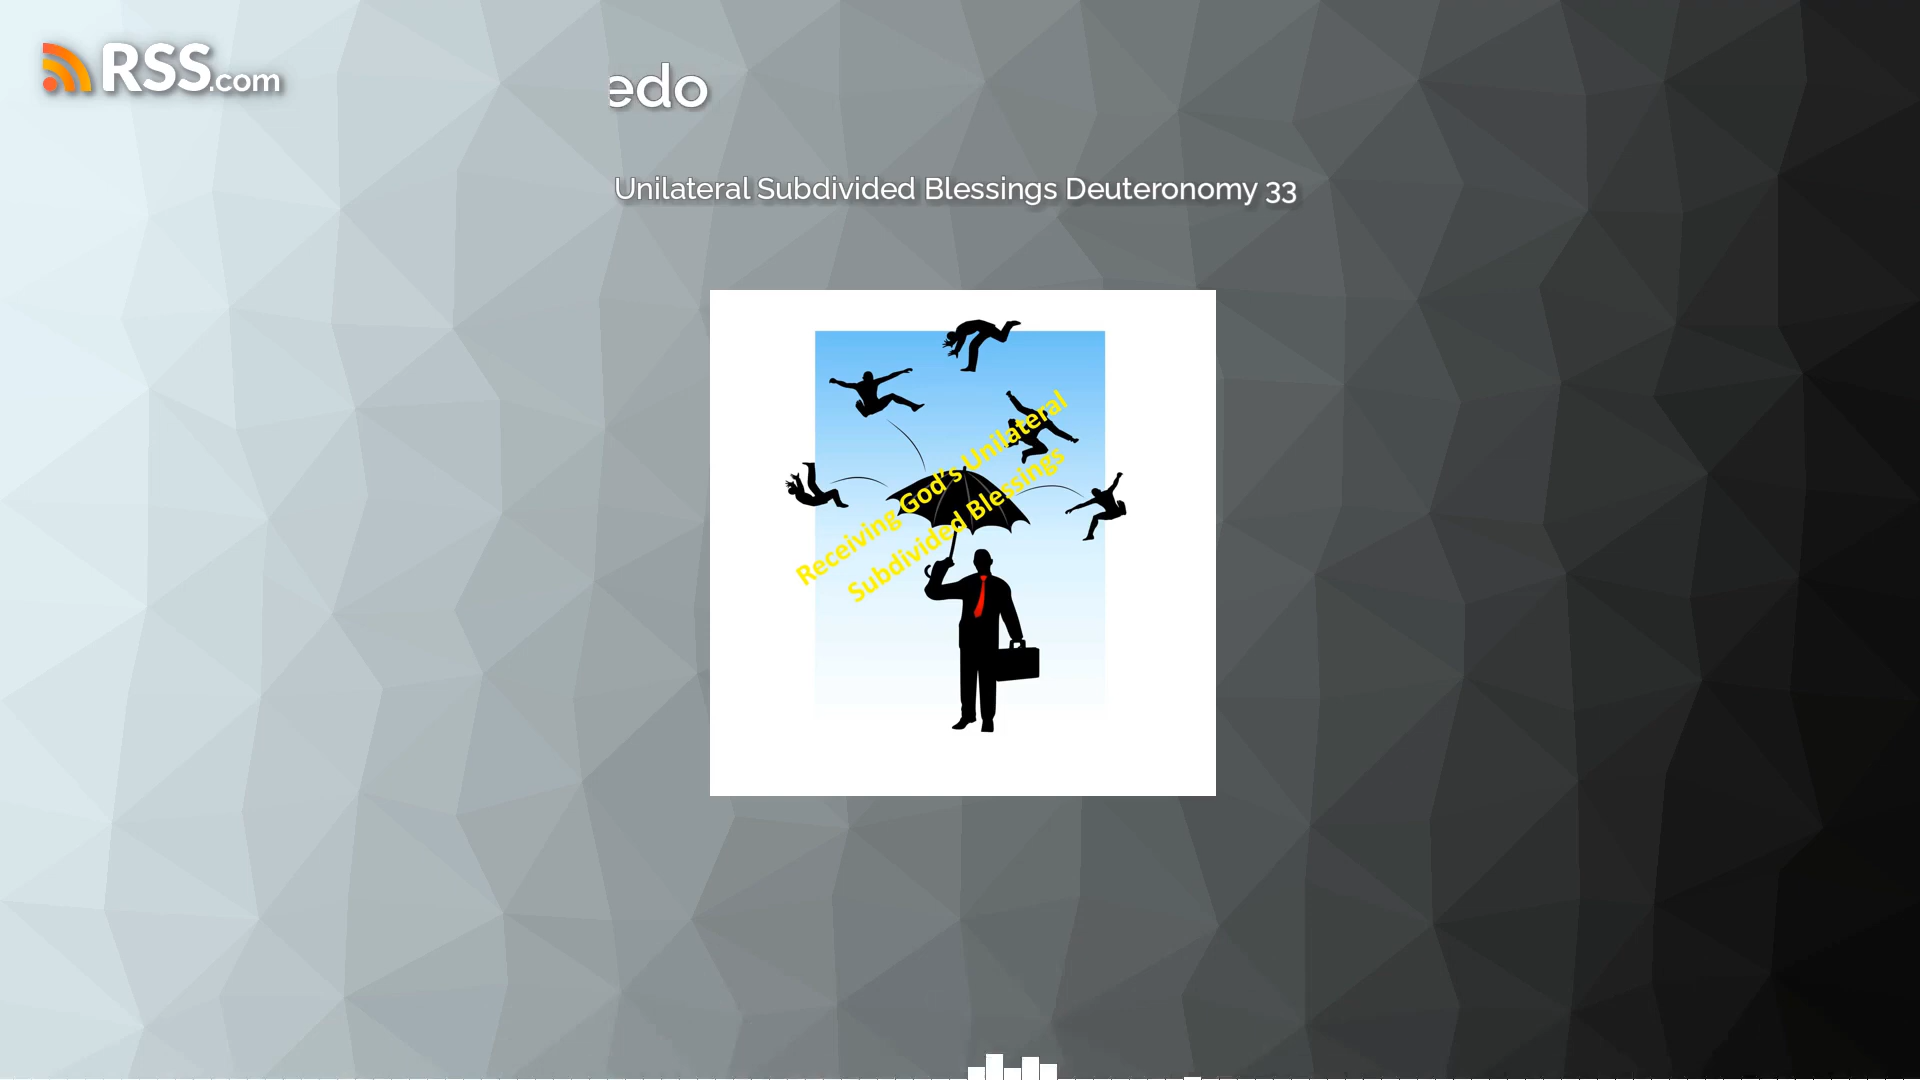 RSS.com
edo
Unilateral Subdivided Blessings Deuteronomy 33
Receiving God's Unilateral
Subdivided Blessings